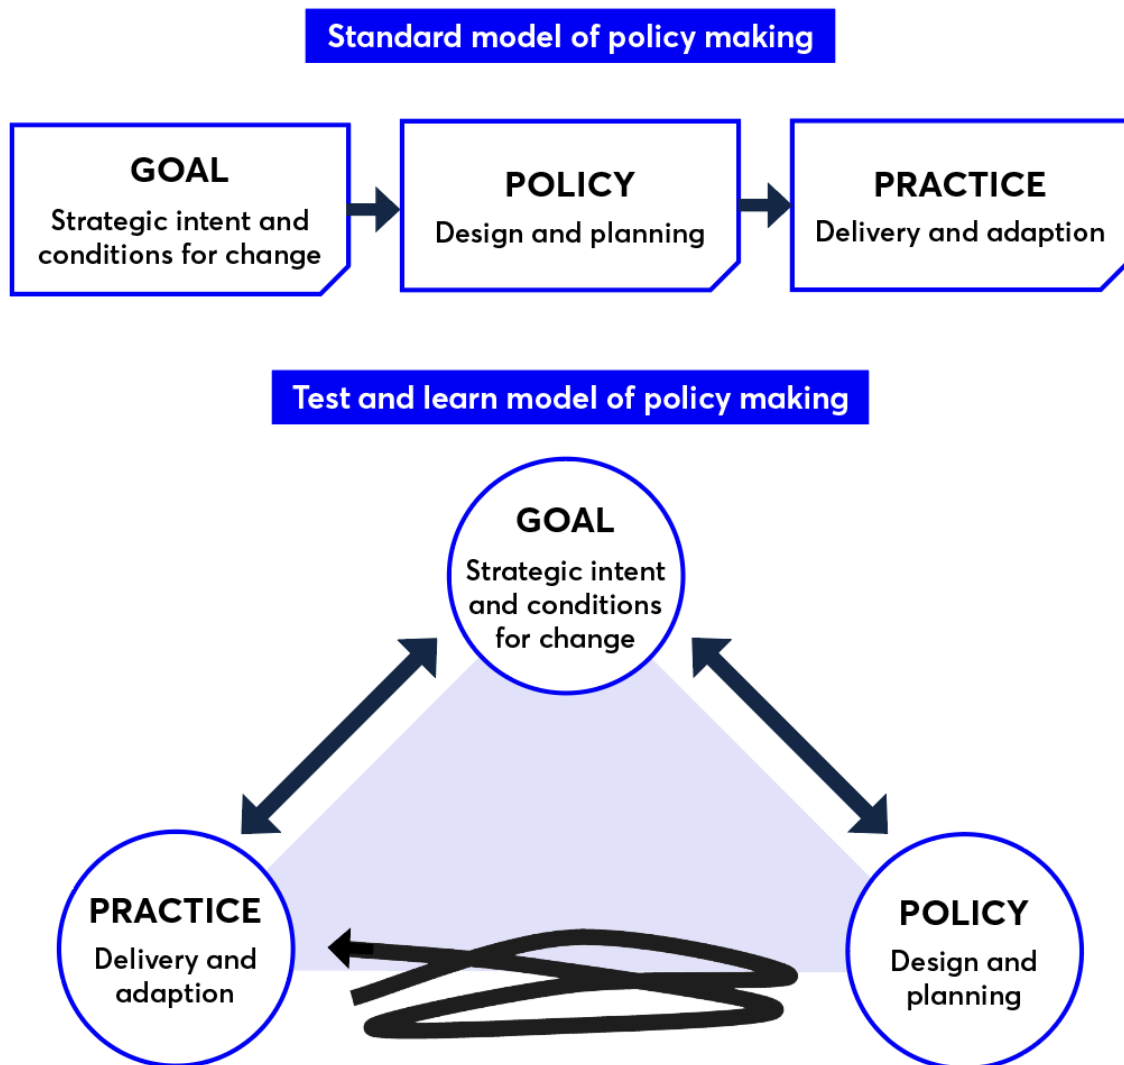 Standard model of policy making
GOAL
Strategic intent and
conditions for change
POLICY
Design and planning
PRACTICE
Delivery and adaption
Test and learn model of policy making
GOAL
Strategic intent
and conditions
for change
PRACTICE
Delivery and
adaption
POLICY
Design and
planning